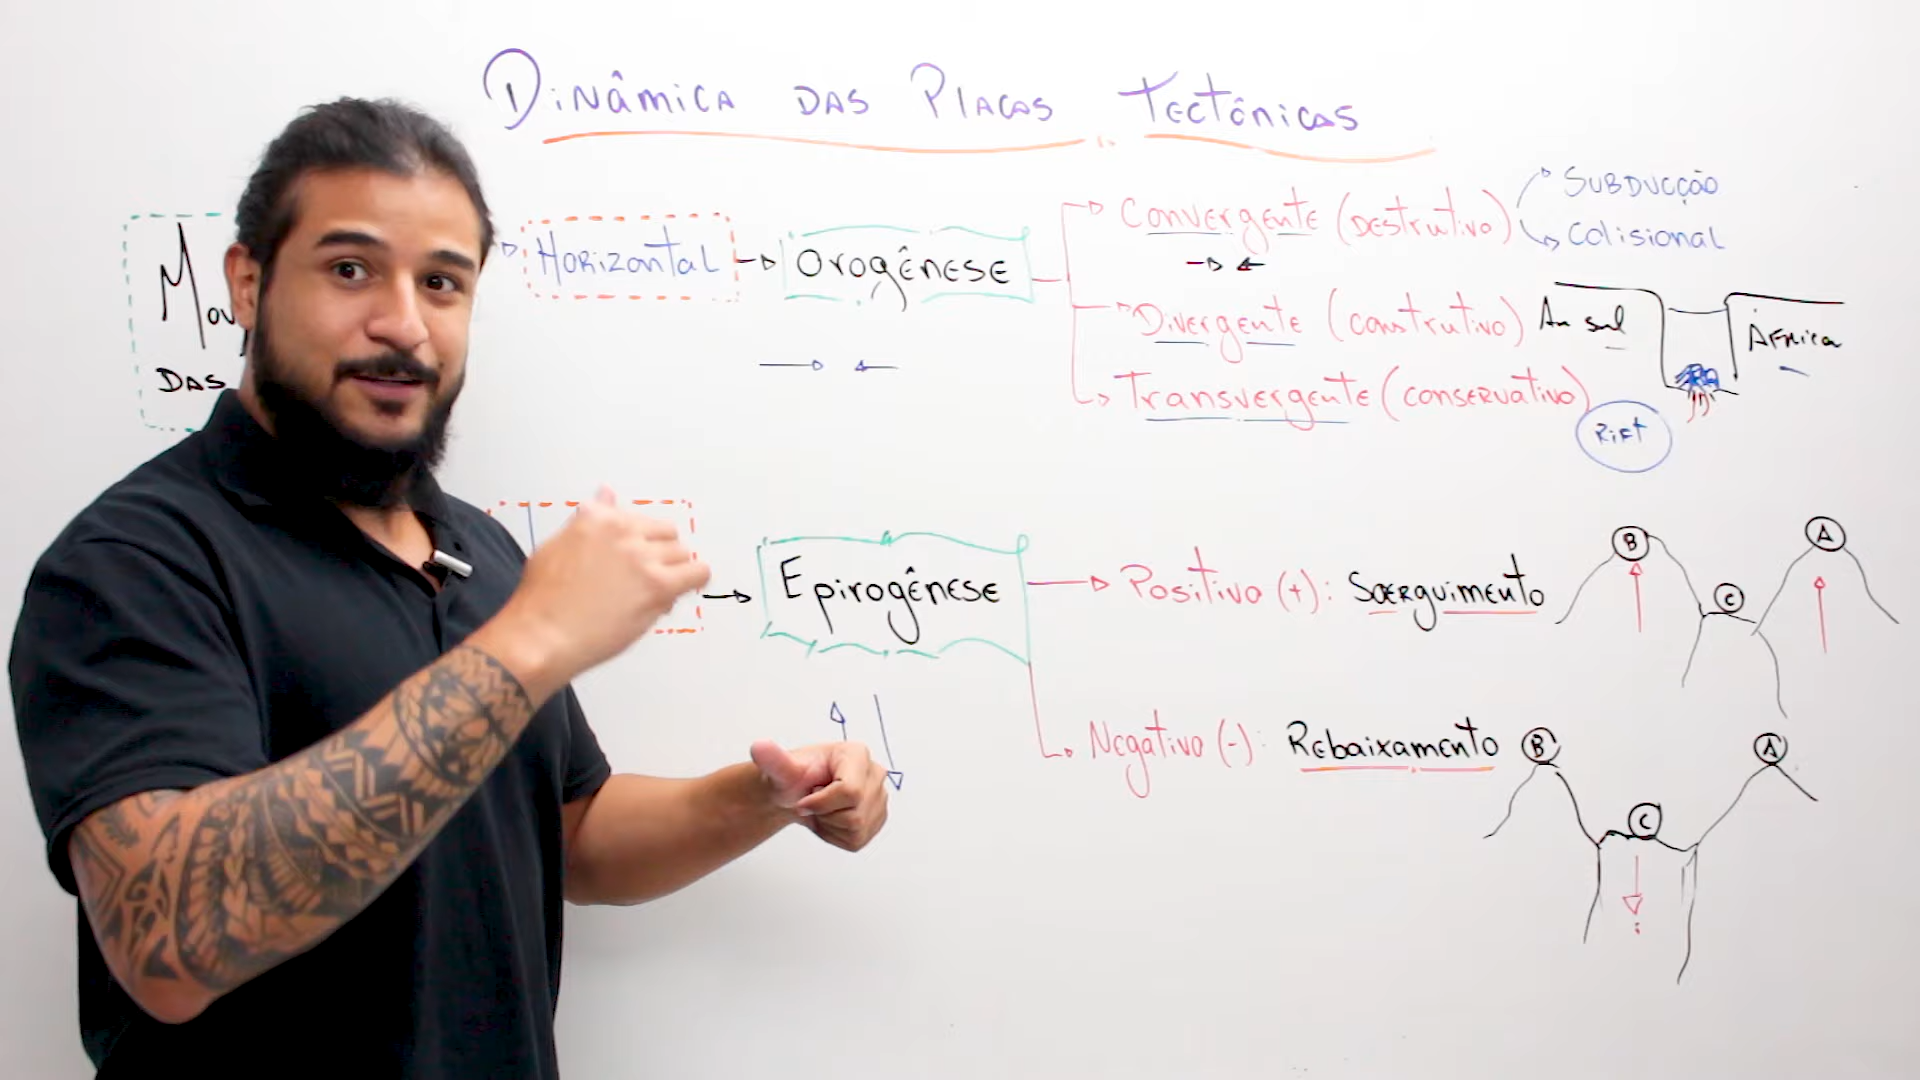 Dinâmica das Placas Tectônicas
Mov
das
Horizontal
Orogênese
Convergente (destrutivo)
Subducção
Colisional
Divergente (construtivo)
Am sul
África
Transvergente (conservativo)
Rift
Epirogênese
Positivo (+): Soerguimento
B
C
A
Negativo (-): Rebaixamento
B
C
A